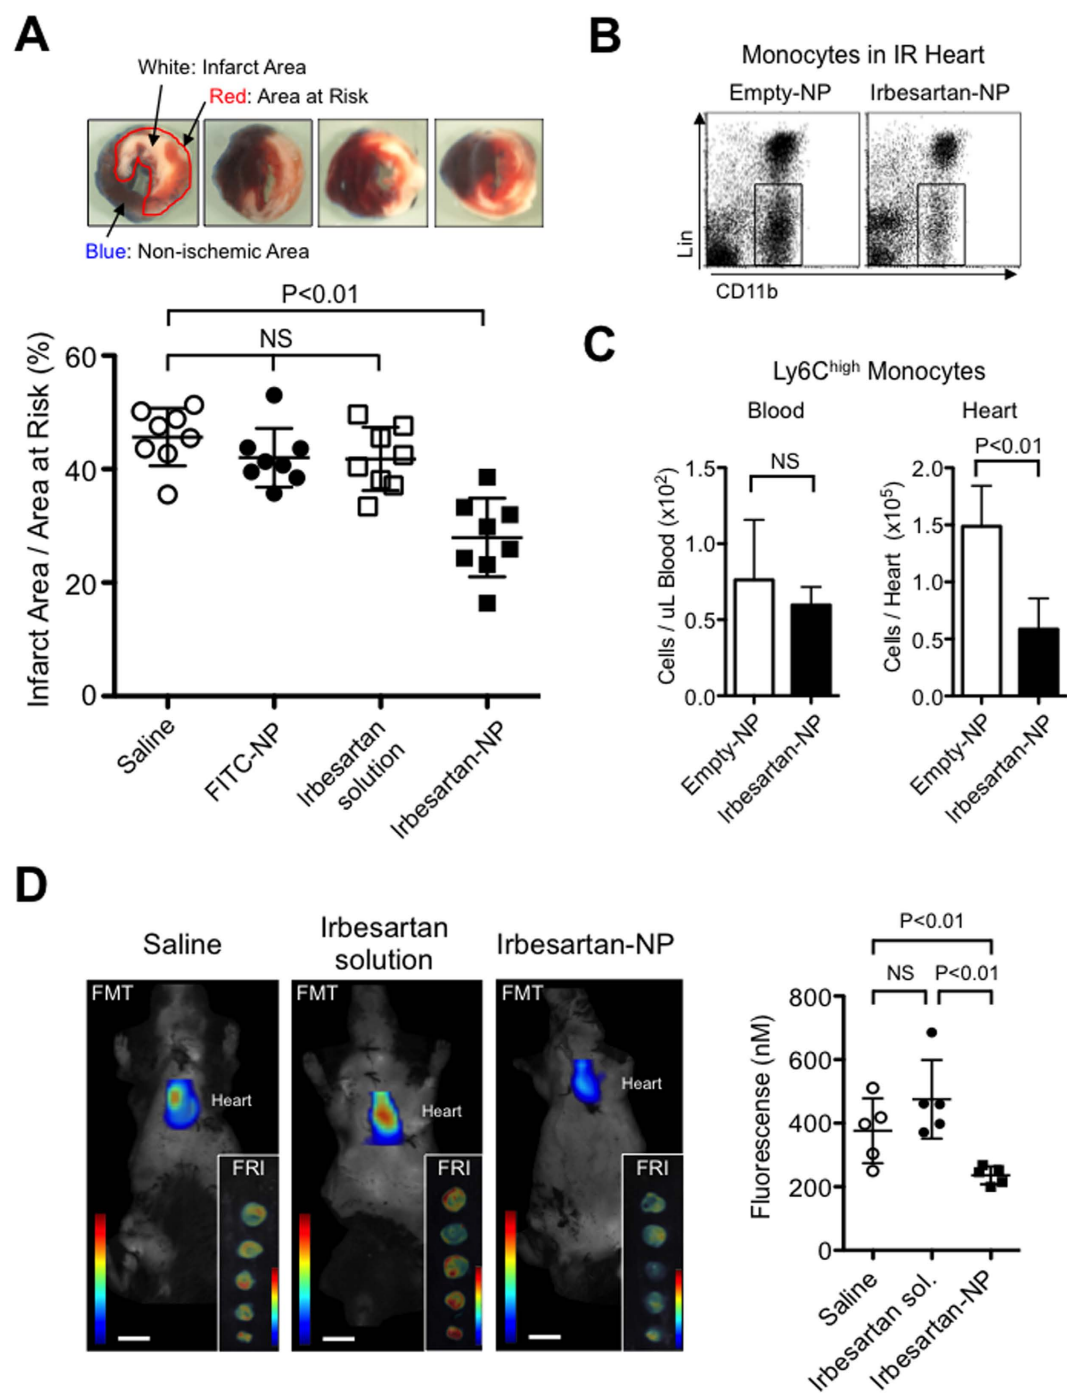 A
White: Infarct Area
Red: Area at Risk
Blue: Non-ischemic Area
P<0.01
NS
Infarct Area / Area at Risk (%)
60
40
20
0
Saline
FITC-NP
Irbesartan
solution
Irbesartan-NP
B
Monocytes in IR Heart
Empty-NP
Irbesartan-NP
Lin
CD11b
C
Ly6Chigh Monocytes
Blood
NS
Cells / uL Blood (x10²)
1.5
1.0
0.5
0.0
Empty-NP
Irbesartan-NP
Heart
P<0.01
Cells / Heart (x10⁵)
2.0
1.5
1.0
0.5
0.0
Empty-NP
Irbesartan-NP
D
Saline
FMT
Heart
FRI
Irbesartan
solution
FMT
Heart
FRI
Irbesartan-NP
FMT
Heart
FRI
P<0.01
NS
P<0.01
Fluorescense (nM)
800
600
400
200
0
Saline
Irbesartan sol.
Irbesartan-NP